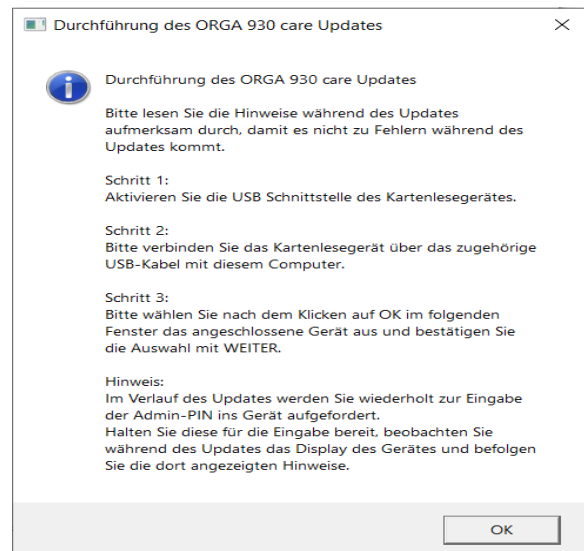 Durchführung des ORGA 930 care Updates
Durchführung des ORGA 930 care Updates
Bitte lesen Sie die Hinweise während des Updates
aufmerksam durch, damit es nicht zu Fehlern während des
Updates kommt.
Schritt 1:
Aktivieren Sie die USB Schnittstelle des Kartenlesegerätes.
Schritt 2:
Bitte verbinden Sie das Kartenlesegerät über das zugehörige
USB-Kabel mit diesem Computer.
Schritt 3:
Bitte wählen Sie nach dem Klicken auf OK im folgenden
Fenster das angeschlossene Gerät aus und bestätigen Sie
die Auswahl mit WEITER.
Hinweis:
Im Verlauf des Updates werden Sie wiederholt zur Eingabe
der Admin-PIN ins Gerät aufgefordert.
Halten Sie diese für die Eingabe bereit, beobachten Sie
während des Updates das Display des Gerätes und befolgen
Sie die dort angezeigten Hinweise.
OK